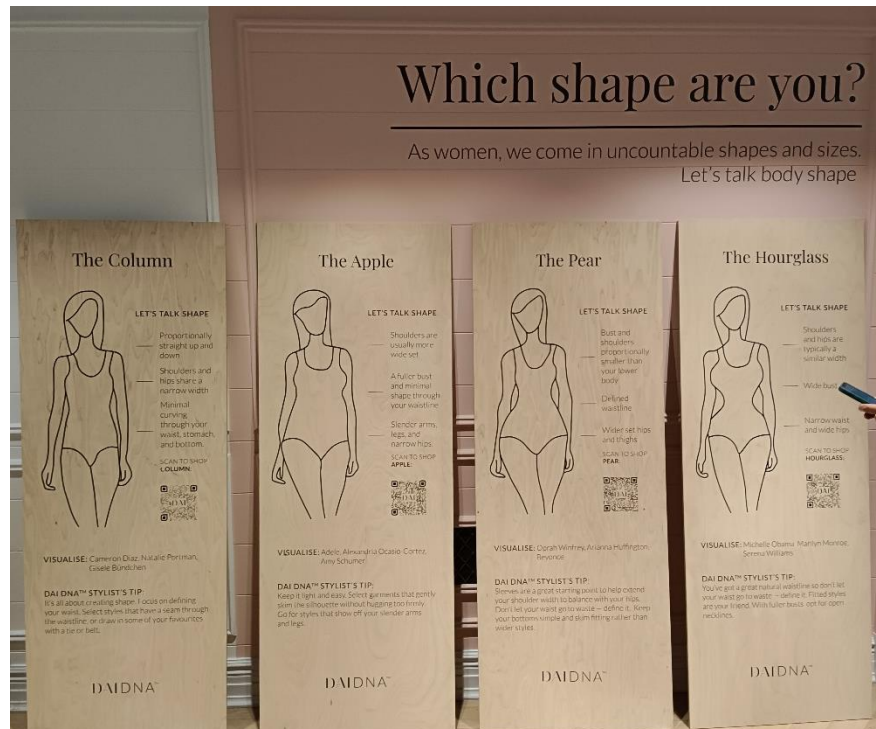 Which shape are you?
As women, we come in uncountable shapes and sizes.
Let's talk body shape
The Column
LET'S TALK SHAPE
Proportionally
straight up and
down
Shoulders and
hips share a
narrow width
Minimal
curving
through your
waist, stomach,
and bottom.
SCAN TO SHOP
LOLUMN:
DAI
VISUALISE: Cameron Diaz, Natalie Portman,
Gisele Bündchen
DAI DNA™ STYLIST'S TIP:
It's all about creating shape. Focus on defining
your waist. Select styles that have a seam through
the waistline, or draw in some of your favourites
with a tie or belt.
DAIDNA™
The Apple
LET'S TALK SHAPE
Shoulders are
usually more
wide set
A fuller bust
and minimal
shape through
your waistline
Slender arms,
legs, and
narrow hips
SCAN TO SHOP
APPLE:
DAI
VISUALISE: Adele, Alexandria Ocasio-Cortez,
Amy Schumer
DAI DNA™ STYLIST'S TIP:
Keep it light and easy. Select garments that gently
skim the silhouette without hugging too firmly.
Go for styles that show off your slender arms
and legs.
DAIDNA™
The Pear
LET'S TALK SHAPE
Bust and
shoulders
proportionally
smaller than
your lower
body
Defined
waistline
Wider set hips
and thighs
SCAN TO SHOP
PEAR:
DAI
VISUALISE: Oprah Winfrey, Arianna Huffington,
Beyonce
DAI DNA™ STYLIST'S TIP:
Sleeves are a great starting point to help extend
your shoulder width to balance with your hips.
Don't let your waist go to waste – define it. Keep
your bottoms simple and skim fitting rather than
wider styles.
DAIDNA™
The Hourglass
LET'S TALK SHAPE
Shoulders
and hips are
typically a
similar width
Wide bust
Narrow waist
and wide hips
SCAN TO SHOP
HOURGLASS:
DAI
VISUALISE: Michelle Obama, Marilyn Monroe,
Serena Williams
DAI DNA™ STYLIST'S TIP:
You've got a great natural waistline so don't let
your waist go to waste – define it. Fitted styles
are your friend. With fuller busts, opt for open
necklines.
DAIDNA™